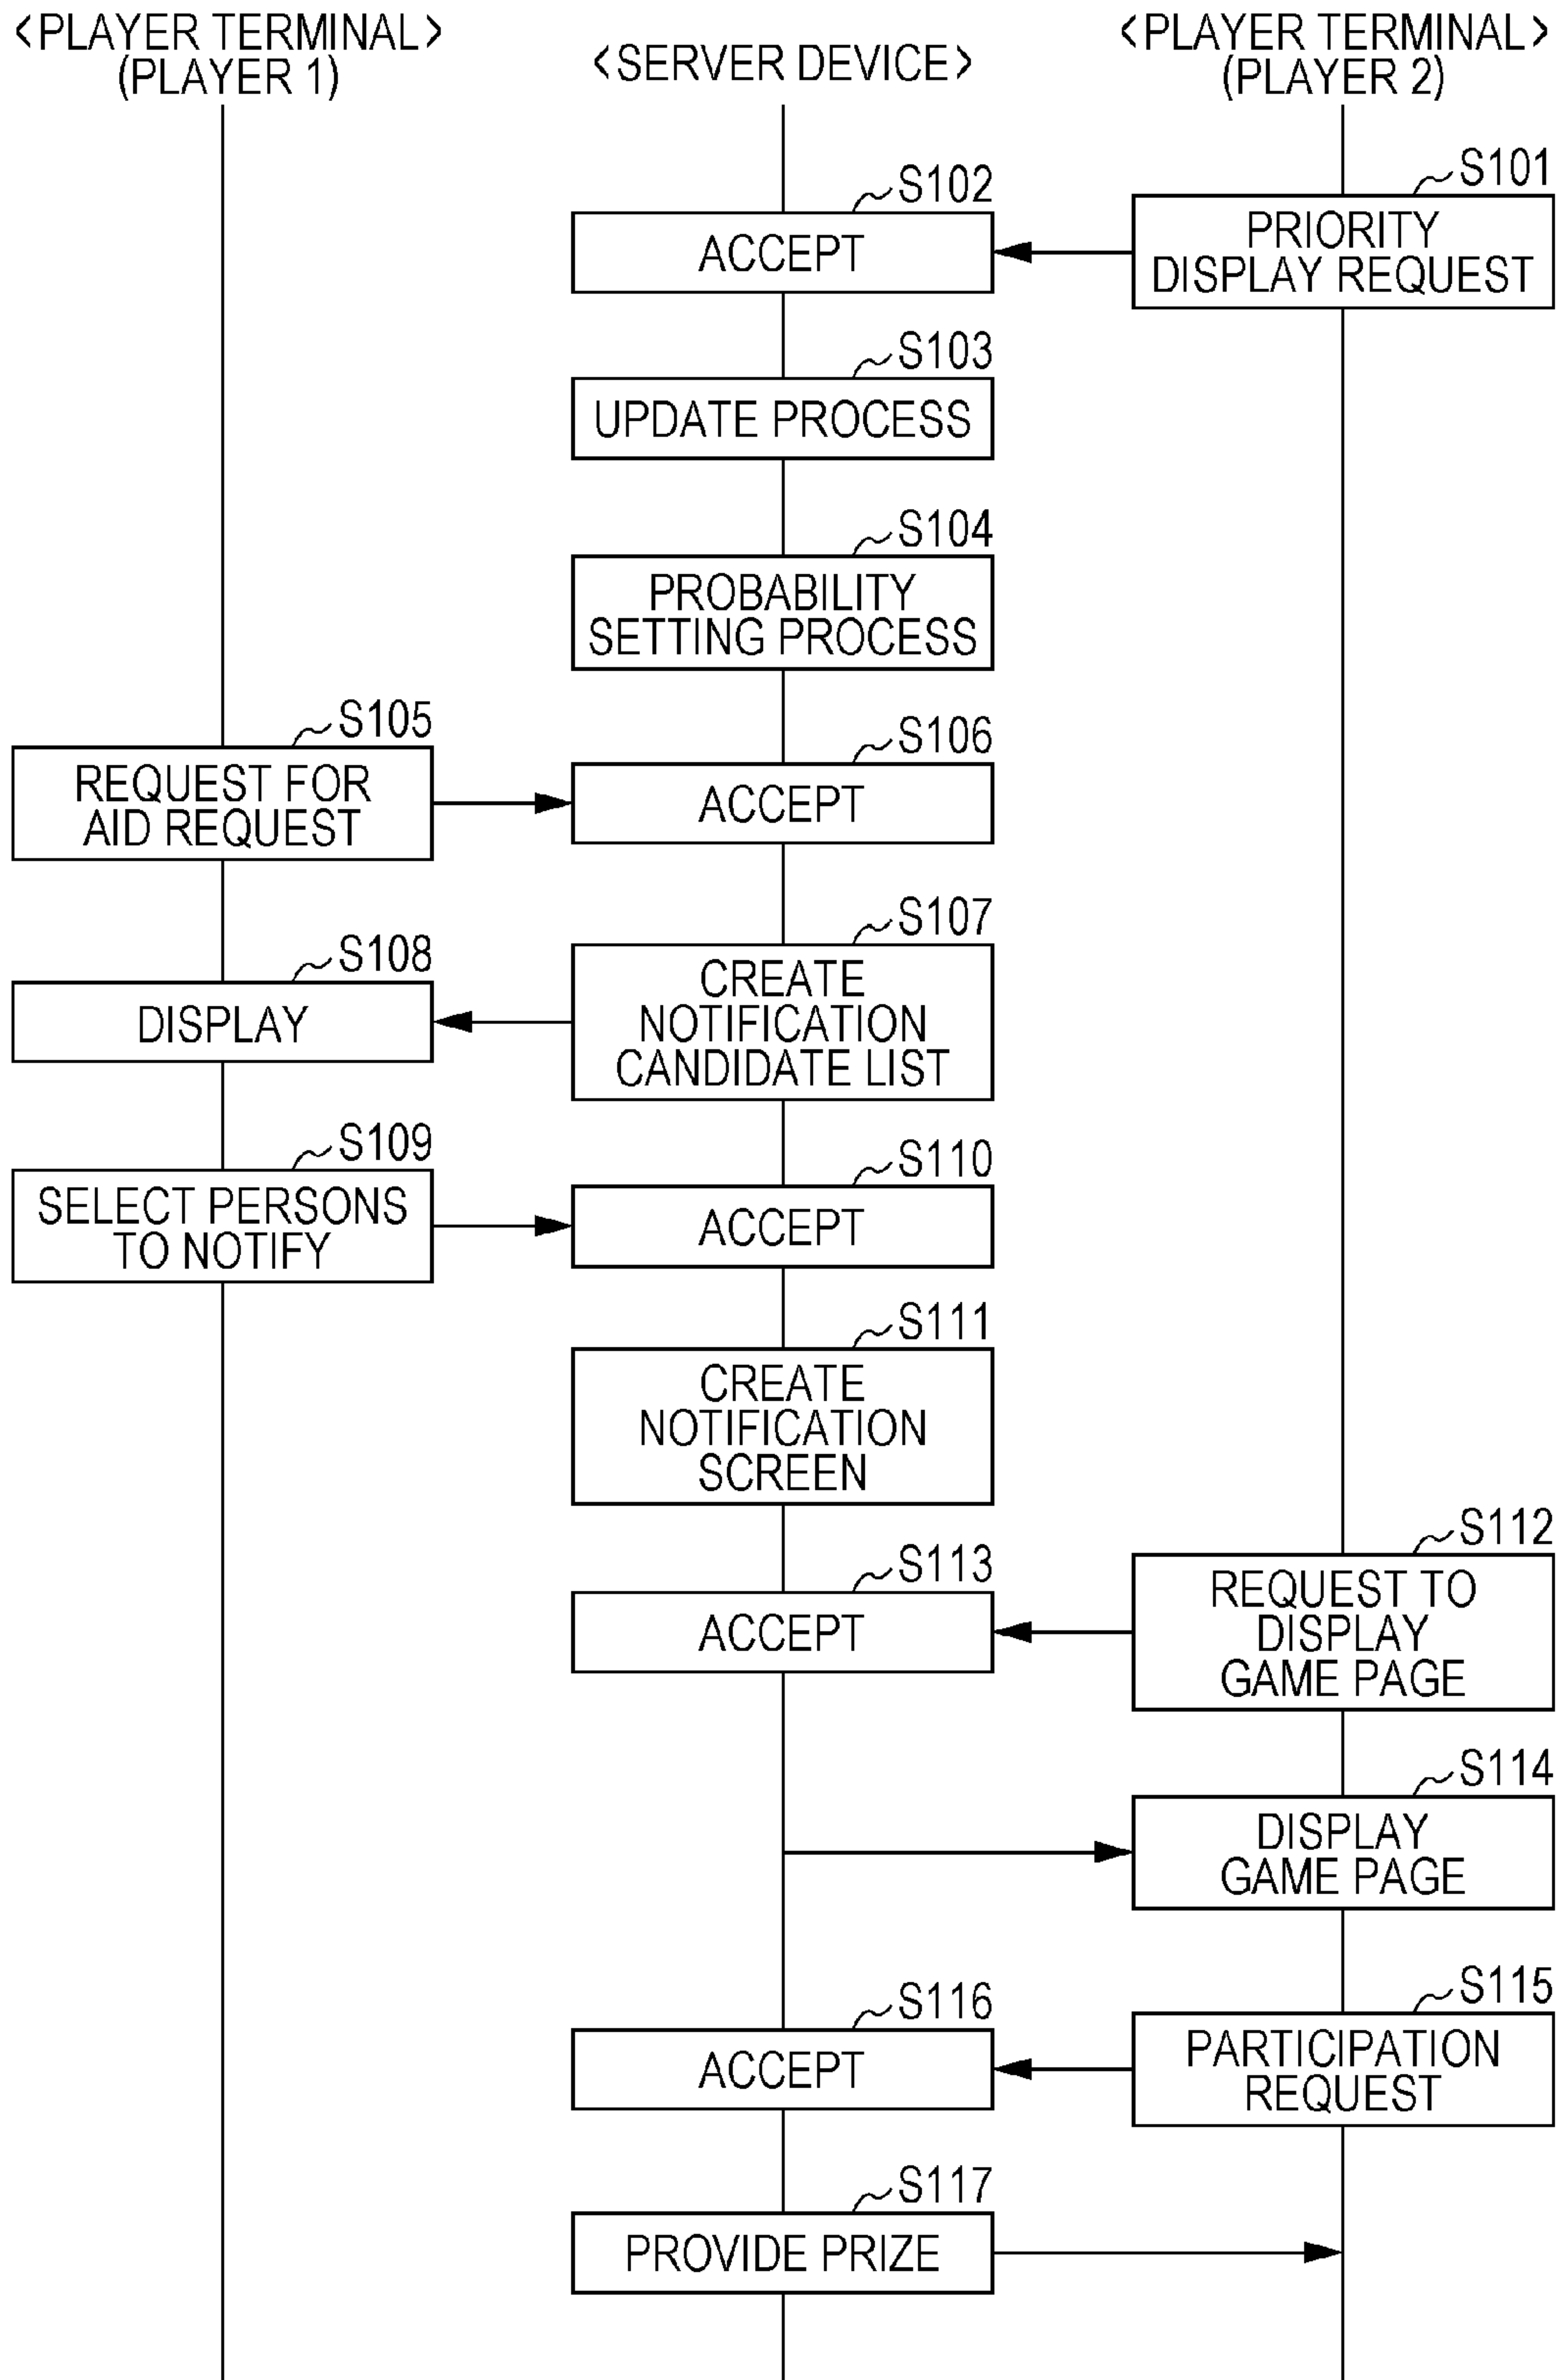 <PLAYER TERMINAL>
(PLAYER 1)
<SERVER DEVICE>
<PLAYER TERMINAL>
(PLAYER 2)
S101
PRIORITY
DISPLAY REQUEST
S102
ACCEPT
S103
UPDATE PROCESS
S104
PROBABILITY
SETTING PROCESS
S105
REQUEST FOR
AID REQUEST
S106
ACCEPT
S107
CREATE
NOTIFICATION
CANDIDATE LIST
S108
DISPLAY
S109
SELECT PERSONS
TO NOTIFY
S110
ACCEPT
S111
CREATE
NOTIFICATION
SCREEN
S112
REQUEST TO
DISPLAY
GAME PAGE
S113
ACCEPT
S114
DISPLAY
GAME PAGE
S115
PARTICIPATION
REQUEST
S116
ACCEPT
S117
PROVIDE PRIZE